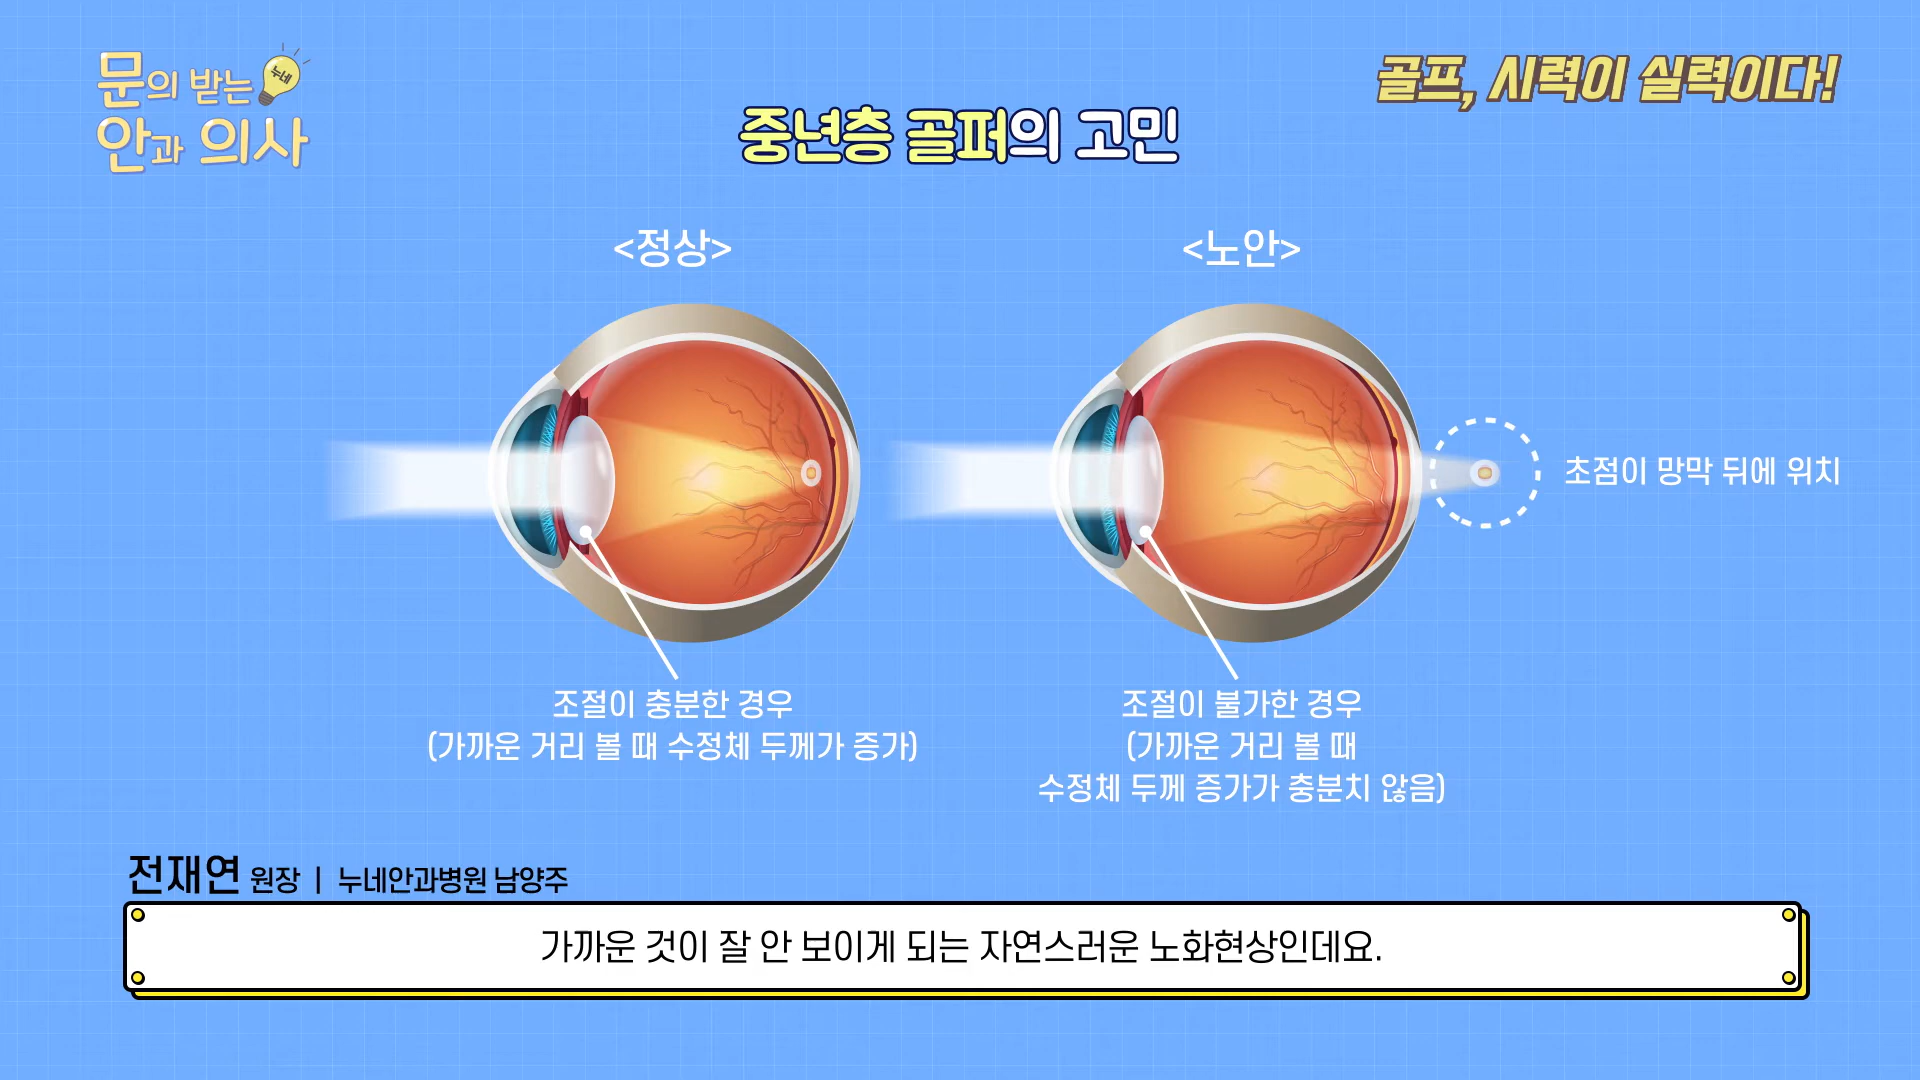 문의 받는 누네
안과 의사
골프, 시력이 실력이다!
중년층 골퍼의 고민
<정상>
<노안>
초점이 망막 뒤에 위치
조절이 충분한 경우
(가까운 거리 볼 때 수정체 두께가 증가)
조절이 불가한 경우
(가까운 거리 볼 때
수정체 두께 증가가 충분치 않음)
전재연 원장 | 누네안과병원 남양주
가까운 것이 잘 안 보이게 되는 자연스러운 노화현상인데요.